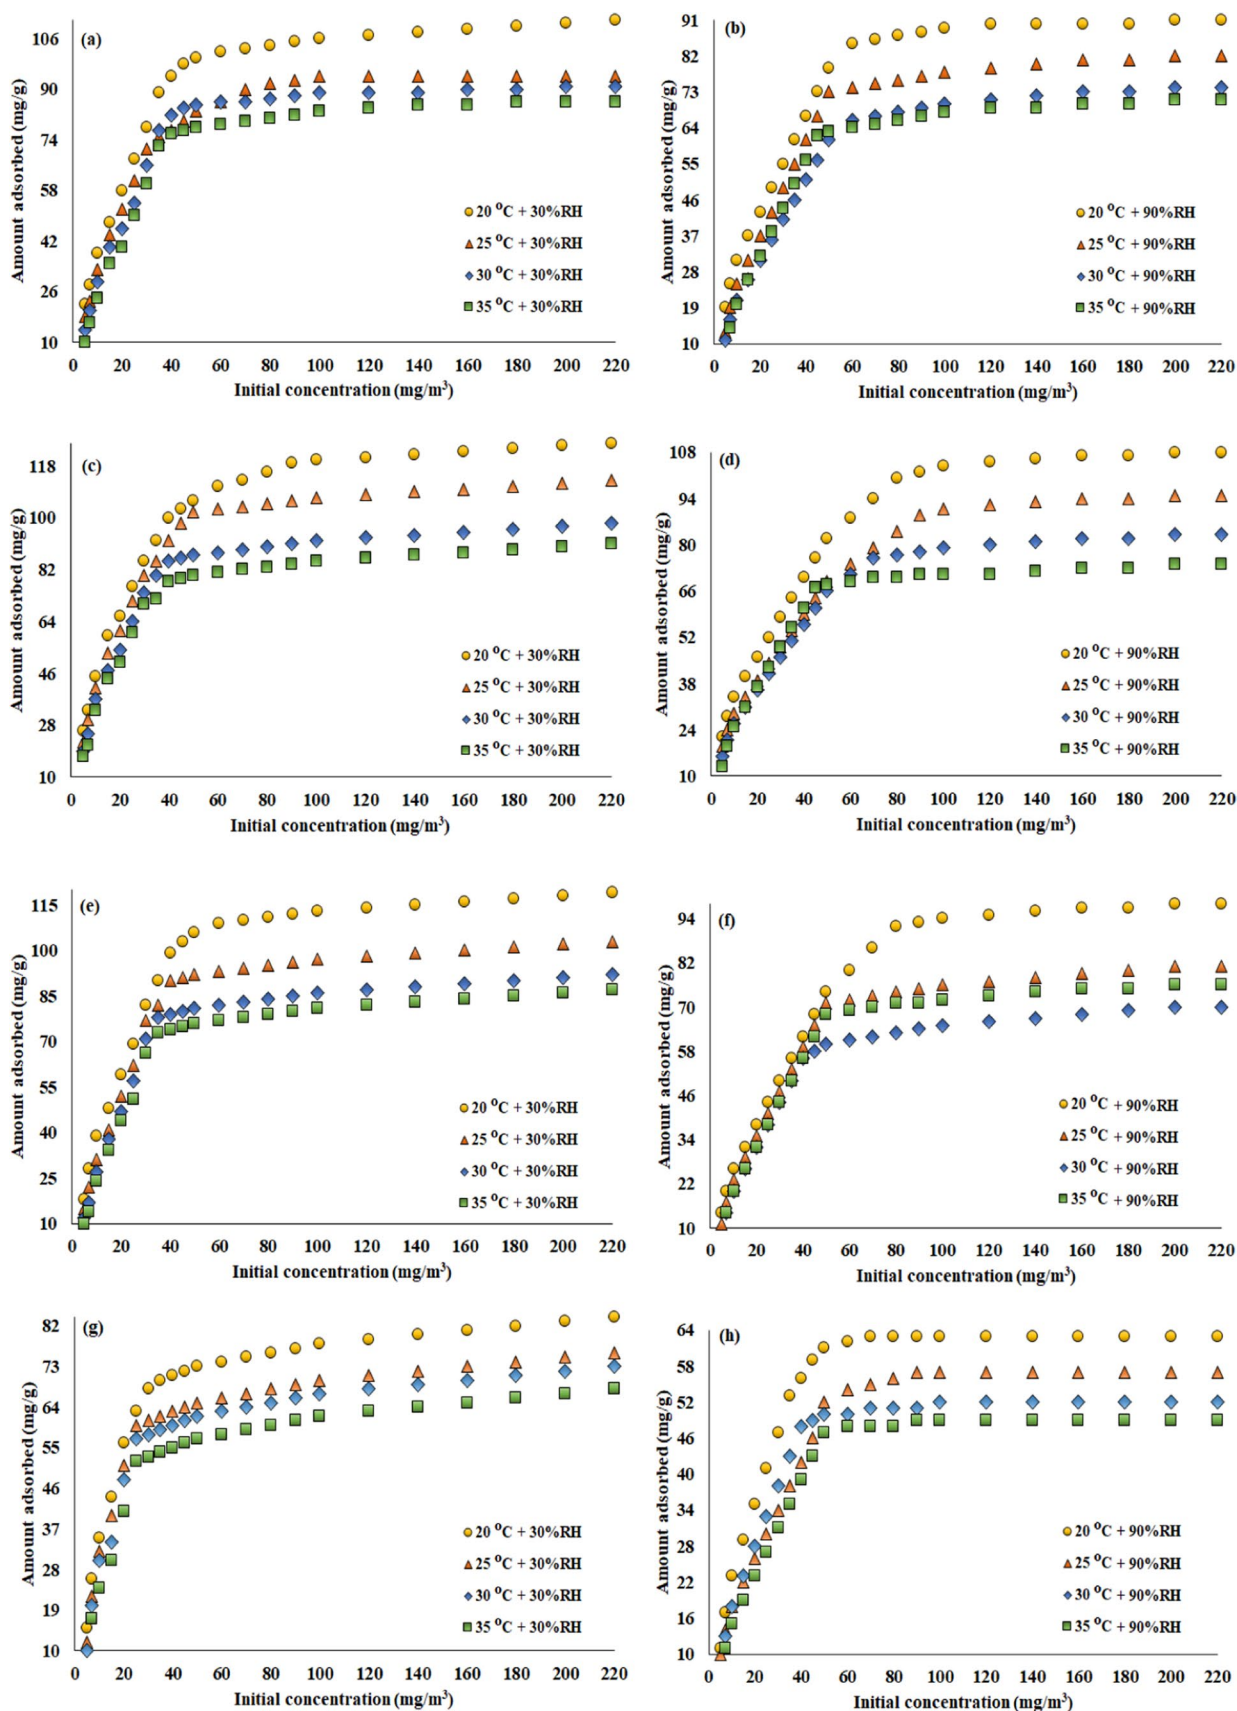 (a)
Amount adsorbed (mg/g)
106
90
74
58
42
26
10
20 °C + 30%RH
25 °C + 30%RH
30 °C + 30%RH
35 °C + 30%RH
0 20 40 60 80 100 120 140 160 180 200 220
Initial concentration (mg/m³)
(b)
Amount adsorbed (mg/g)
91
82
73
64
55
46
37
28
19
10
20 °C + 90%RH
25 °C + 90%RH
30 °C + 90%RH
35 °C + 90%RH
0 20 40 60 80 100 120 140 160 180 200 220
Initial concentration (mg/m³)
(c)
Amount adsorbed (mg/g)
118
100
82
64
46
28
10
20 °C + 30%RH
25 °C + 30%RH
30 °C + 30%RH
35 °C + 30%RH
0 20 40 60 80 100 120 140 160 180 200 220
Initial concentration (mg/m³)
(d)
Amount adsorbed (mg/g)
108
94
80
66
52
38
24
10
20 °C + 90%RH
25 °C + 90%RH
30 °C + 90%RH
35 °C + 90%RH
0 20 40 60 80 100 120 140 160 180 200 220
Initial concentration (mg/m³)
(e)
Amount adsorbed (mg/g)
115
100
85
70
55
40
25
10
20 °C + 30%RH
25 °C + 30%RH
30 °C + 30%RH
35 °C + 30%RH
0 20 40 60 80 100 120 140 160 180 200 220
Initial concentration (mg/m³)
(f)
Amount adsorbed (mg/g)
94
82
70
58
46
34
22
10
20 °C + 90%RH
25 °C + 90%RH
30 °C + 90%RH
35 °C + 90%RH
0 20 40 60 80 100 120 140 160 180 200 220
Initial concentration (mg/m³)
(g)
Amount adsorbed (mg/g)
82
73
64
55
46
37
28
19
10
20 °C + 30%RH
25 °C + 30%RH
30 °C + 30%RH
35 °C + 30%RH
0 20 40 60 80 100 120 140 160 180 200 220
Initial concentration (mg/m³)
(h)
Amount adsorbed (mg/g)
64
58
52
46
40
34
28
22
16
10
20 °C + 90%RH
25 °C + 90%RH
30 °C + 90%RH
35 °C + 90%RH
0 20 40 60 80 100 120 140 160 180 200 220
Initial concentration (mg/m³)